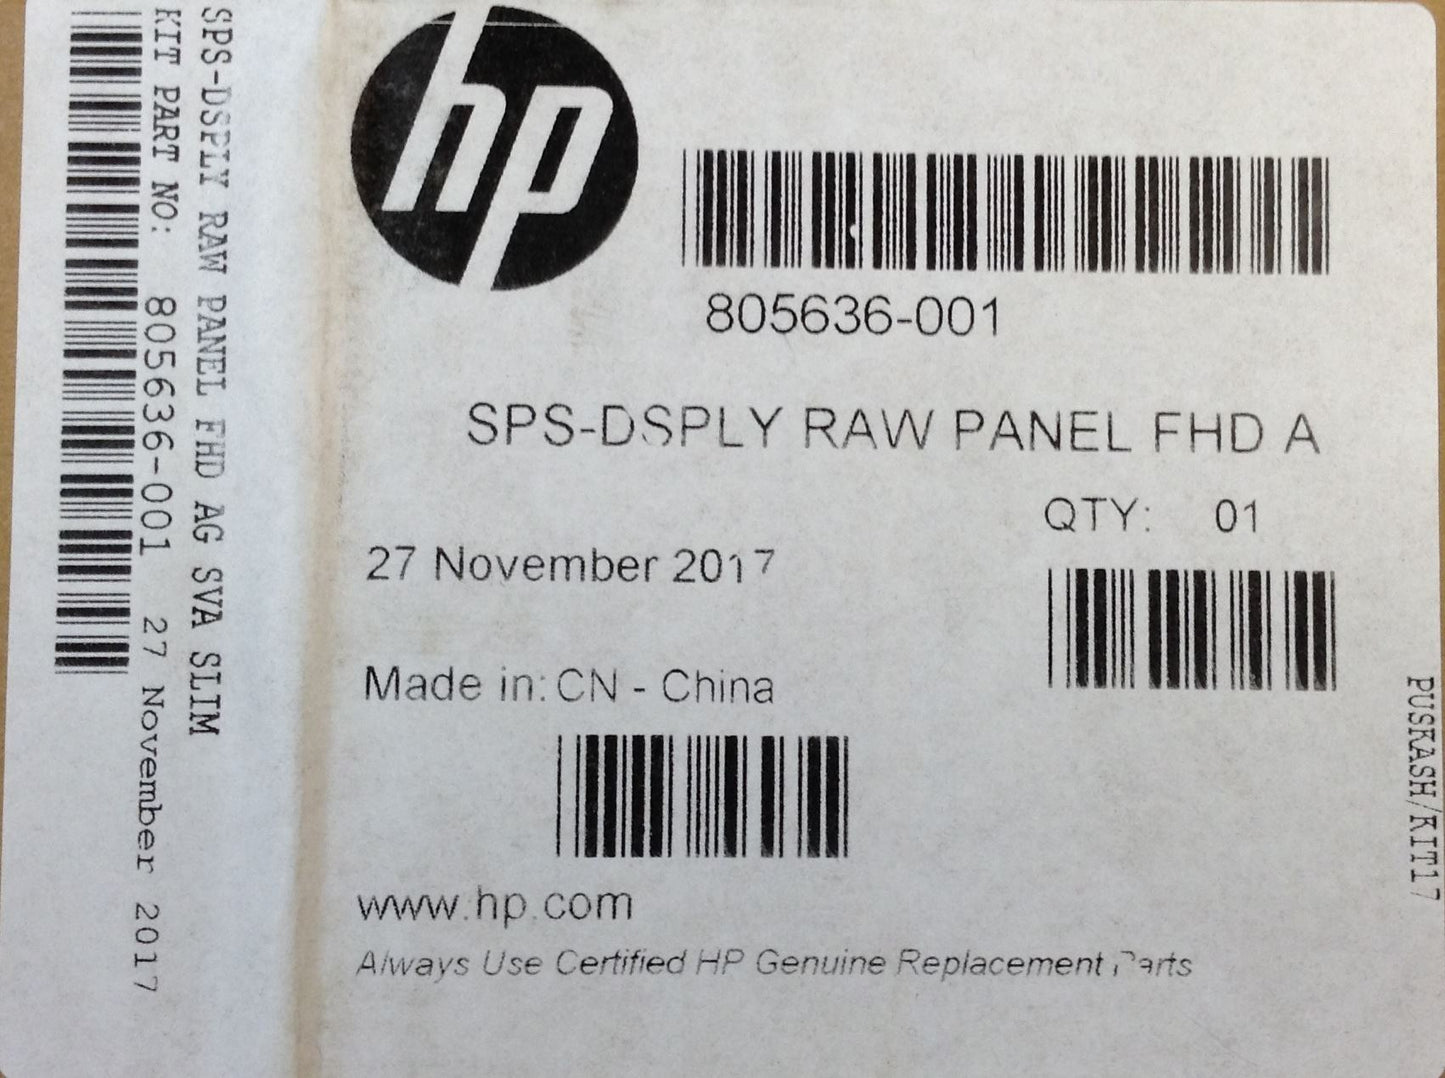 SPS-DSPLY RAW PANEL FHD AG SVA SLIM
KIT PART NO: 805636-001 27 November 2017
hp
805636-001
SPS-DSPLY RAW PANEL FHD A
QTY: 01
27 November 2017
Made in: CN - China
www.hp.com
Always Use Certified HP Genuine Replacement Parts
PUSKASH/KIT17